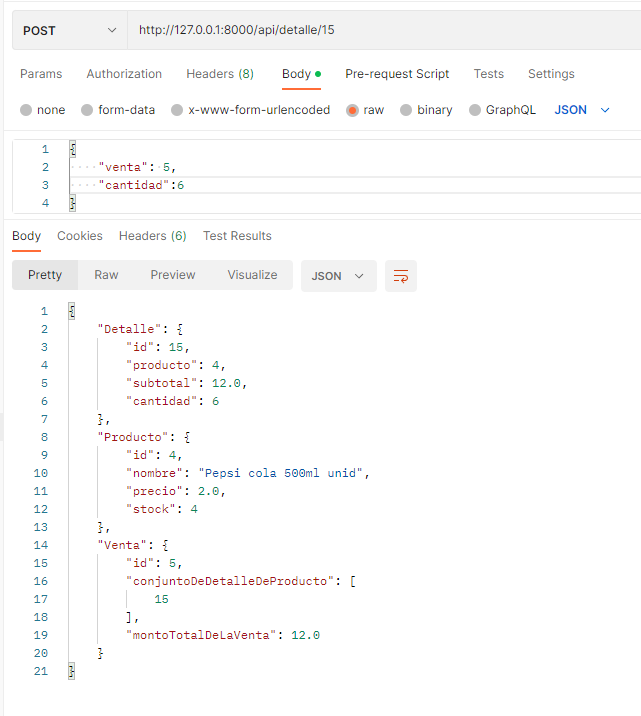 POST http://127.0.0.1:8000/api/detalle/15
Params Authorization Headers (8) Body Pre-request Script Tests Settings
none form-data x-www-form-urlencoded raw binary GraphQL JSON
1 {
2 "venta": 5,
3 "cantidad":6
4 }
Body Cookies Headers (6) Test Results
Pretty Raw Preview Visualize JSON
1 {
2 "Detalle": {
3 "id": 15,
4 "producto": 4,
5 "subtotal": 12.0,
6 "cantidad": 6
7 },
8 "Producto": {
9 "id": 4,
10 "nombre": "Pepsi cola 500ml unid",
11 "precio": 2.0,
12 "stock": 4
13 },
14 "Venta": {
15 "id": 5,
16 "conjuntoDeDetalleDeProducto": [
17 15
18 ],
19 "montoTotalDeLaVenta": 12.0
20 }
21 }